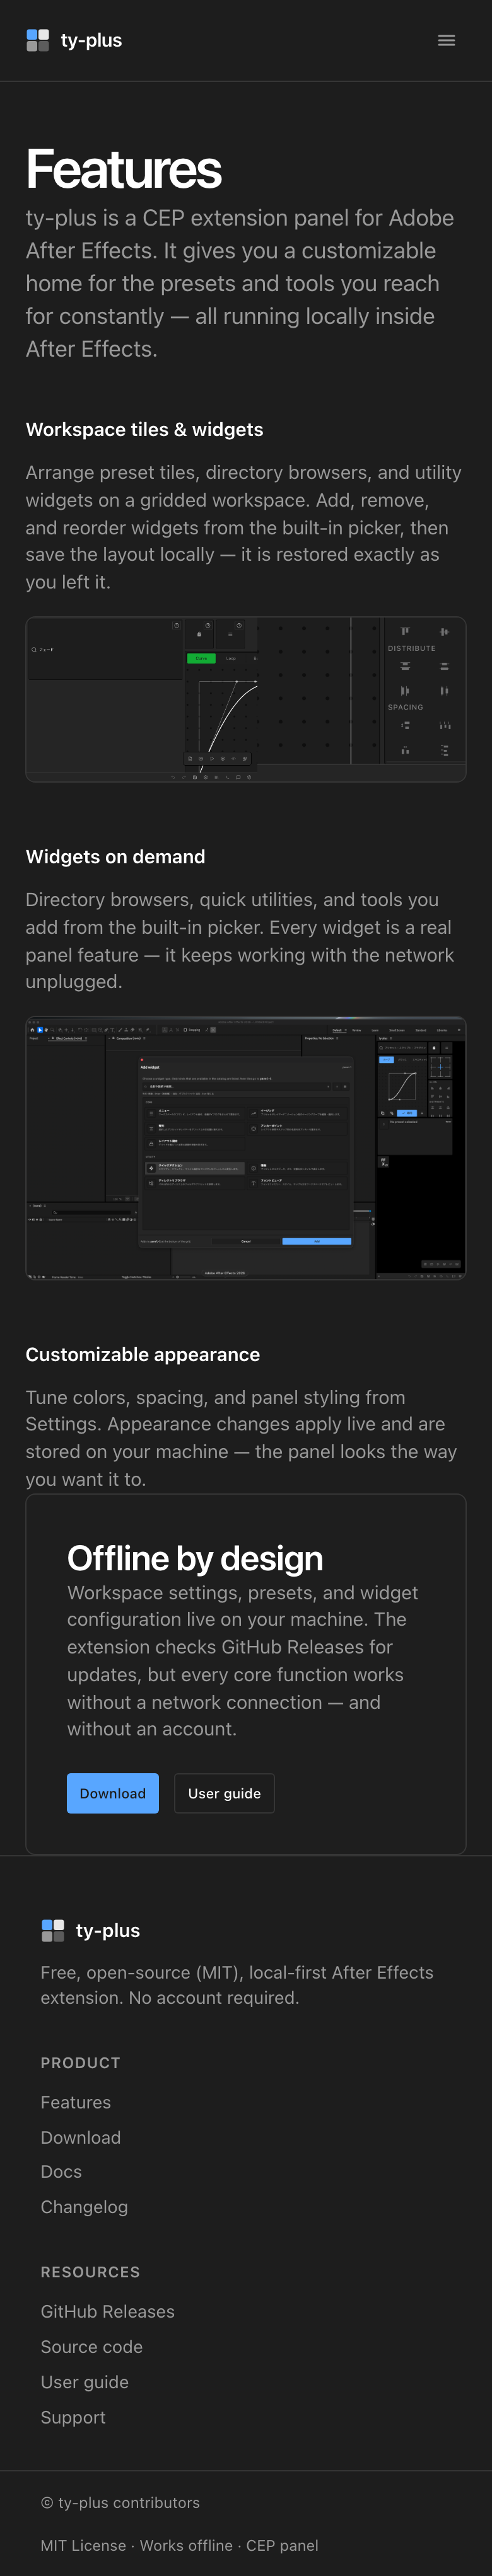 ty-plus
Features
ty-plus is a CEP extension panel for Adobe
After Effects. It gives you a customizable
home for the presets and tools you reach
for constantly — all running locally inside
After Effects.
Workspace tiles & widgets
Arrange preset tiles, directory browsers, and utility
widgets on a gridded workspace. Add, remove,
and reorder widgets from the built-in picker, then
save the layout locally — it is restored exactly as
you left it.
DISTRIBUTE
SPACING
Widgets on demand
Directory browsers, quick utilities, and tools you
add from the built-in picker. Every widget is a real
panel feature — it keeps working with the network
unplugged.
Add widget
Cancel
Add
Adobe After Effects 2026
Customizable appearance
Tune colors, spacing, and panel styling from
Settings. Appearance changes apply live and are
stored on your machine — the panel looks the way
you want it to.
Offline by design
Workspace settings, presets, and widget
configuration live on your machine. The
extension checks GitHub Releases for
updates, but every core function works
without a network connection — and
without an account.
Download
User guide
ty-plus
Free, open-source (MIT), local-first After Effects
extension. No account required.
PRODUCT
Features
Download
Docs
Changelog
RESOURCES
GitHub Releases
Source code
User guide
Support
© ty-plus contributors
MIT License · Works offline · CEP panel